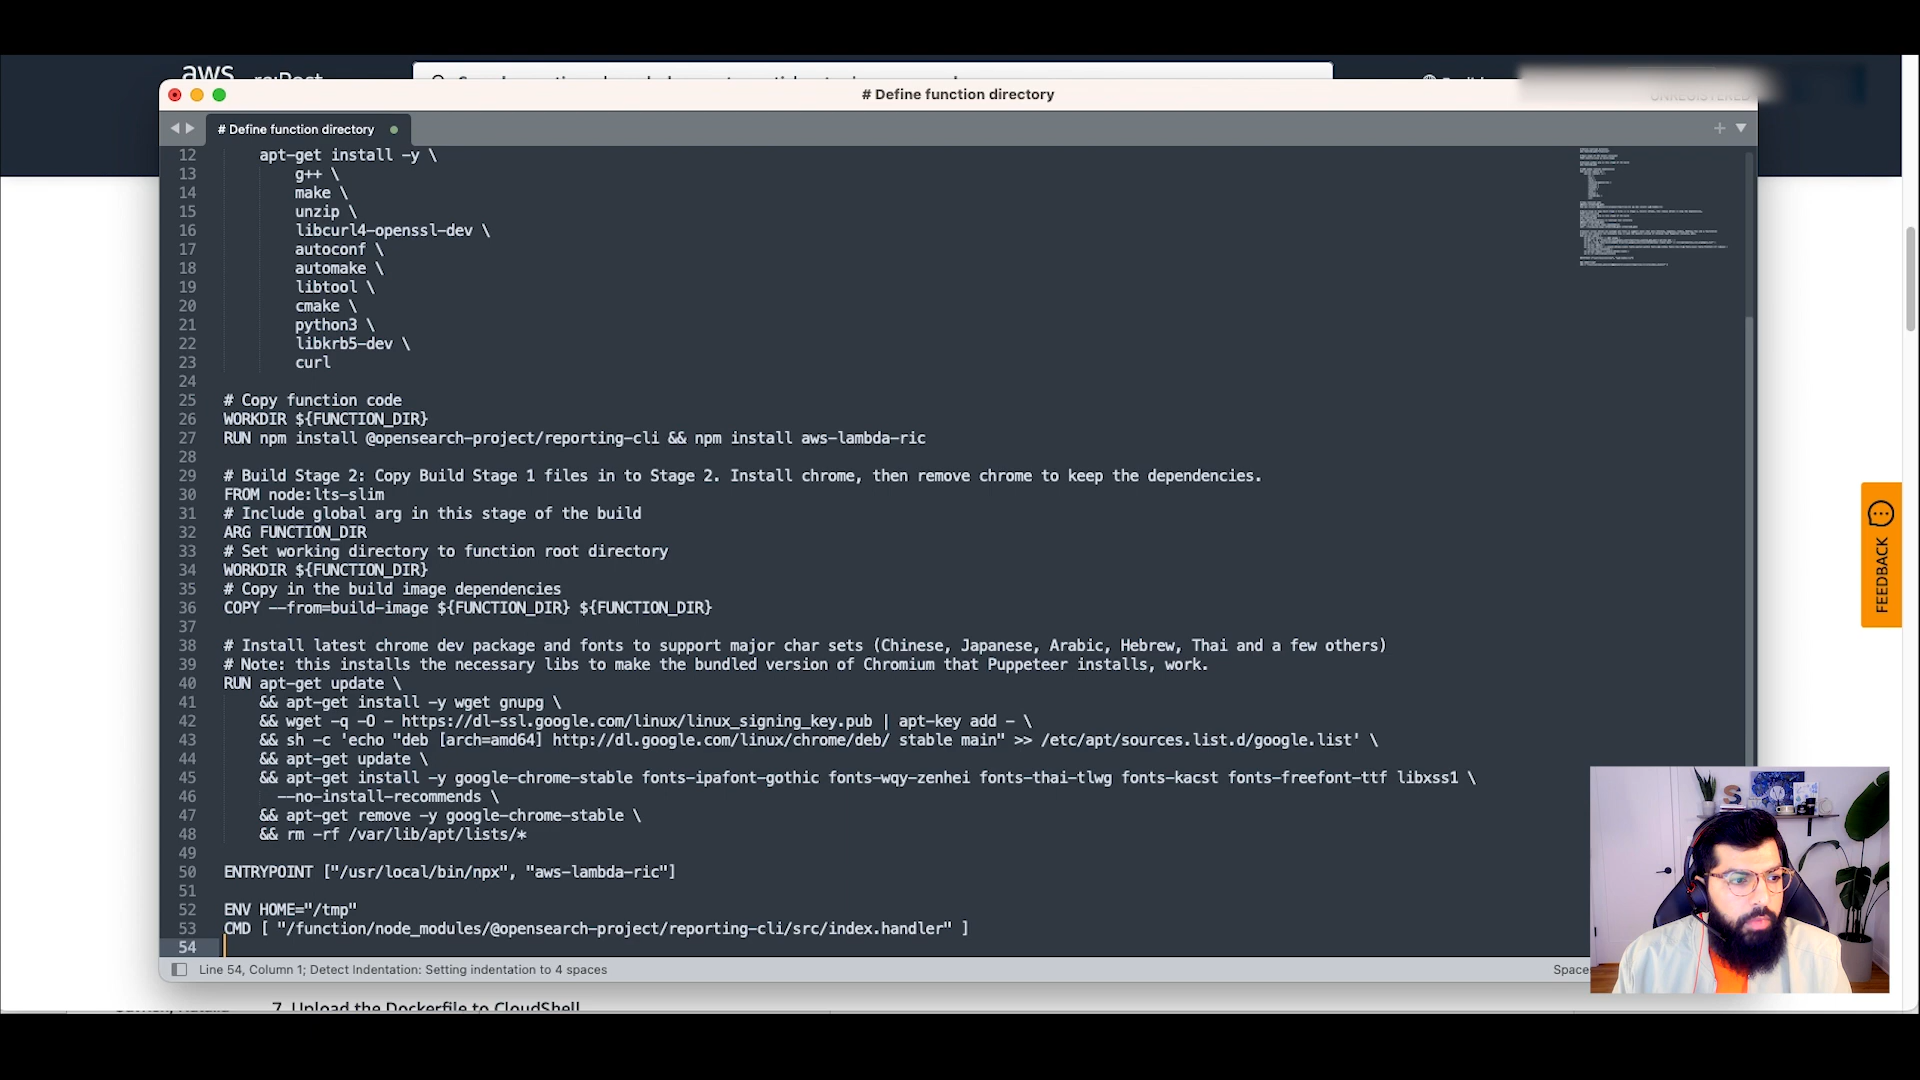 aws re:Post
# Define function directory
# Define function directory
12 apt-get install -y \
13 g++ \
14 make \
15 unzip \
16 libcurl4-openssl-dev \
17 autoconf \
18 automake \
19 libtool \
20 cmake \
21 python3 \
22 libkrb5-dev \
23 curl
24
25 # Copy function code
26 WORKDIR ${FUNCTION_DIR}
27 RUN npm install @opensearch-project/reporting-cli && npm install aws-lambda-ric
28
29 # Build Stage 2: Copy Build Stage 1 files in to Stage 2. Install chrome, then remove chrome to keep the dependencies.
30 FROM node:lts-slim
31 # Include global arg in this stage of the build
32 ARG FUNCTION_DIR
33 # Set working directory to function root directory
34 WORKDIR ${FUNCTION_DIR}
35 # Copy in the build image dependencies
36 COPY --from=build-image ${FUNCTION_DIR} ${FUNCTION_DIR}
37
38 # Install latest chrome dev package and fonts to support major char sets (Chinese, Japanese, Arabic, Hebrew, Thai and a few others)
39 # Note: this installs the necessary libs to make the bundled version of Chromium that Puppeteer installs, work.
40 RUN apt-get update \
41 && apt-get install -y wget gnupg \
42 && wget -q -O - https://dl-ssl.google.com/linux/linux_signing_key.pub | apt-key add - \
43 && sh -c 'echo "deb [arch=amd64] http://dl.google.com/linux/chrome/deb/ stable main" >> /etc/apt/sources.list.d/google.list' \
44 && apt-get update \
45 && apt-get install -y google-chrome-stable fonts-ipafont-gothic fonts-wqy-zenhei fonts-thai-tlwg fonts-kacst fonts-freefont-ttf libxss1 \
46 --no-install-recommends \
47 && apt-get remove -y google-chrome-stable \
48 && rm -rf /var/lib/apt/lists/*
49
50 ENTRYPOINT ["/usr/local/bin/npx", "aws-lambda-ric"]
51
52 ENV HOME="/tmp"
53 CMD [ "/function/node_modules/@opensearch-project/reporting-cli/src/index.handler" ]
54
Line 54, Column 1; Detect Indentation: Setting indentation to 4 spaces
7. Upload the Dockerfile to CloudShell
FEEDBACK